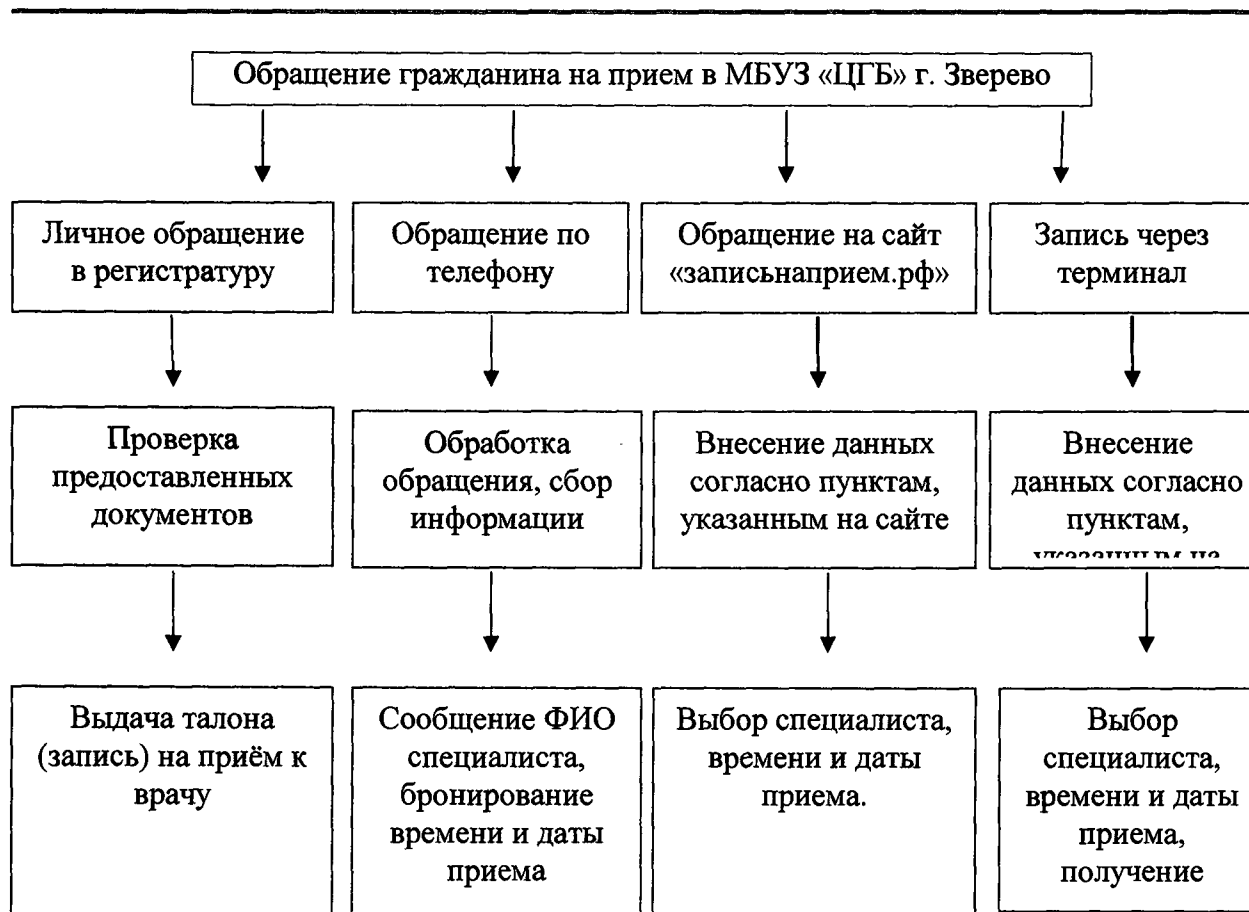 Обращение гражданина на прием в МБУЗ «ЦГБ» г. Зверево
Личное обращение
в регистратуру
Обращение по
телефону
Обращение на сайт
«записьнаприем.рф»
Запись через
терминал
Проверка
предоставленных
документов
Обработка
обращения, сбор
информации
Внесение данных
согласно пунктам,
указанным на сайте
Внесение
данных согласно
пунктам,
указанным на
Выдача талона
(запись) на приём к
врачу
Сообщение ФИО
специалиста,
бронирование
времени и даты
приема
Выбор специалиста,
времени и даты
приема.
Выбор
специалиста,
времени и даты
приема,
получение